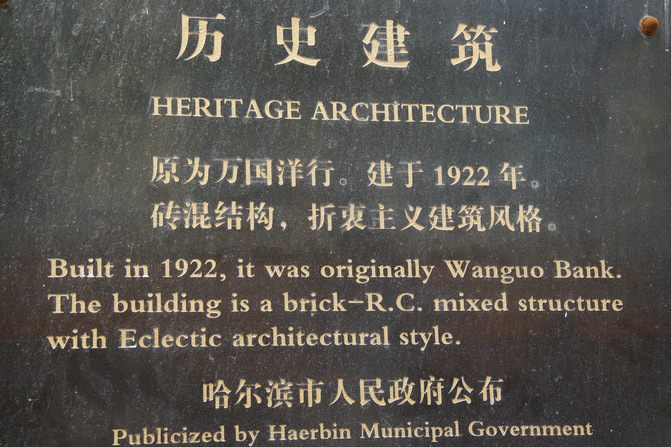 历史建筑
HERITAGE ARCHITECTURE
原为万国洋行。建于1922年。
砖混结构，折衷主义建筑风格。
Built in 1922, it was originally Wanguo Bank.
The building is a brick-R.C. mixed structure
with Eclectic architectural style.
哈尔滨市人民政府公布
Publicized by Haerbin Municipal Government